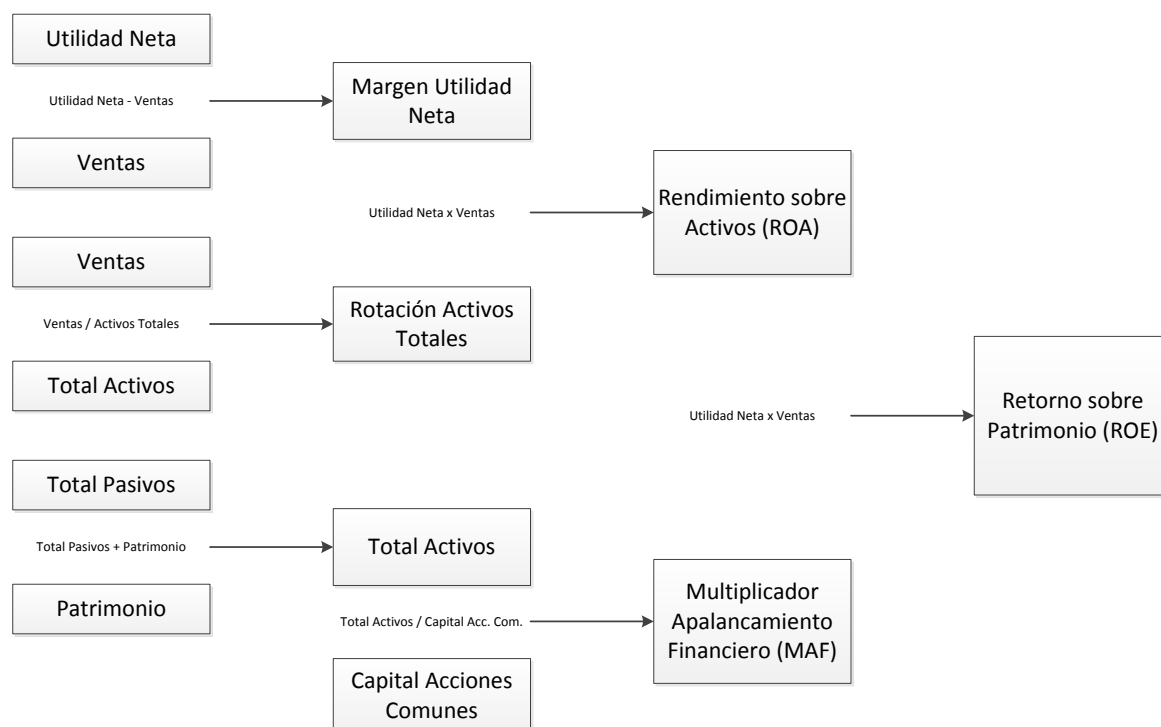 Utilidad Neta
Utilidad Neta - Ventas
Ventas
Margen Utilidad
Neta
Utilidad Neta x Ventas
Rendimiento sobre
Activos (ROA)
Ventas
Ventas / Activos Totales
Total Activos
Rotación Activos
Totales
Utilidad Neta x Ventas
Retorno sobre
Patrimonio (ROE)
Total Pasivos
Total Pasivos + Patrimonio
Patrimonio
Total Activos
Total Activos / Capital Acc. Com.
Capital Acciones
Comunes
Multiplicador
Apalancamiento
Financiero (MAF)